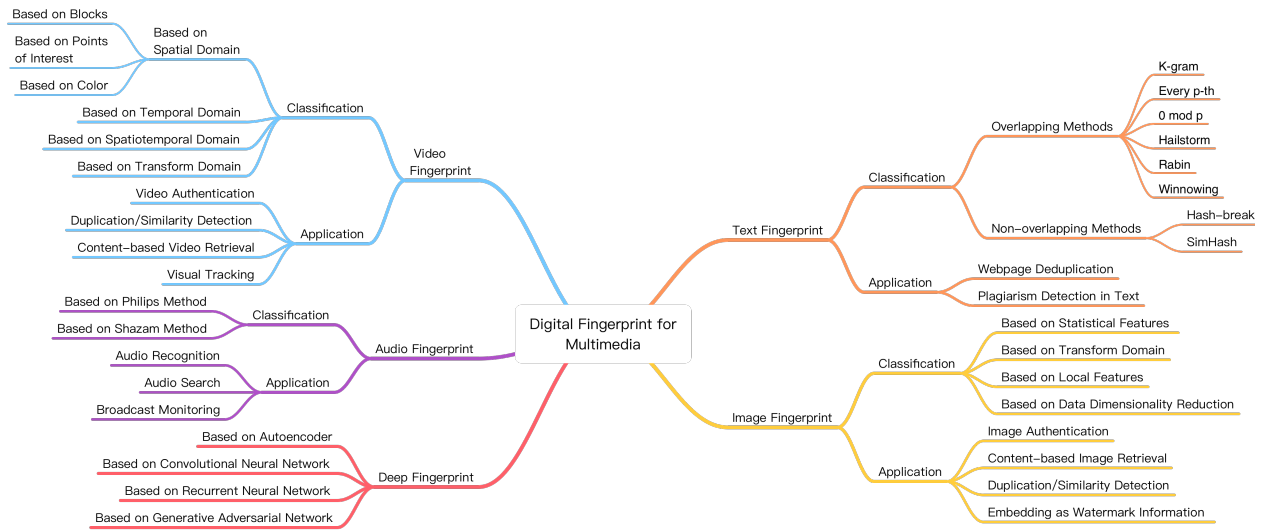 Digital Fingerprint for
Multimedia
Video
Fingerprint
Classification
Based on
Spatial Domain
Based on Blocks
Based on Points
of Interest
Based on Color
Based on Temporal Domain
Based on Spatiotemporal Domain
Based on Transform Domain
Application
Video Authentication
Duplication/Similarity Detection
Content-based Video Retrieval
Visual Tracking
Audio Fingerprint
Classification
Based on Philips Method
Based on Shazam Method
Application
Audio Recognition
Audio Search
Broadcast Monitoring
Deep Fingerprint
Based on Autoencoder
Based on Convolutional Neural Network
Based on Recurrent Neural Network
Based on Generative Adversarial Network
Text Fingerprint
Classification
Overlapping Methods
K-gram
Every p-th
0 mod p
Hailstorm
Rabin
Winnowing
Non-overlapping Methods
Hash-break
SimHash
Application
Webpage Deduplication
Plagiarism Detection in Text
Image Fingerprint
Classification
Based on Statistical Features
Based on Transform Domain
Based on Local Features
Based on Data Dimensionality Reduction
Application
Image Authentication
Content-based Image Retrieval
Duplication/Similarity Detection
Embedding as Watermark Information